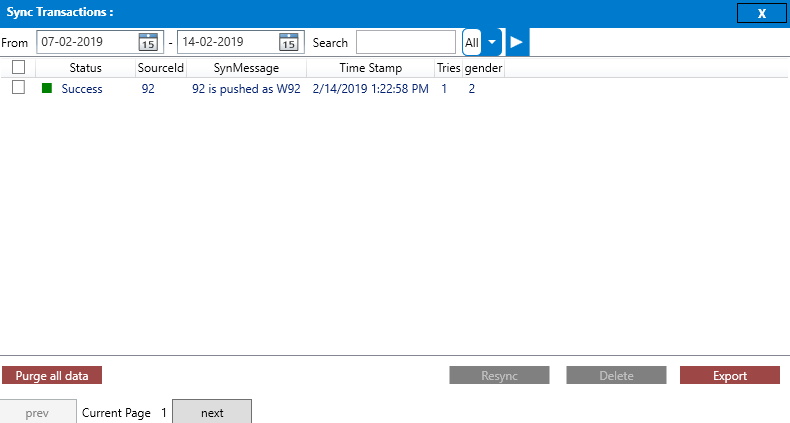 Sync Transactions :
X
From 07-02-2019 15 - 14-02-2019 15 Search All
Status SourceId SynMessage Time Stamp Tries gender
Success 92 92 is pushed as W92 2/14/2019 1:22:58 PM 1 2
Purge all data Resync Delete Export
prev Current Page 1 next